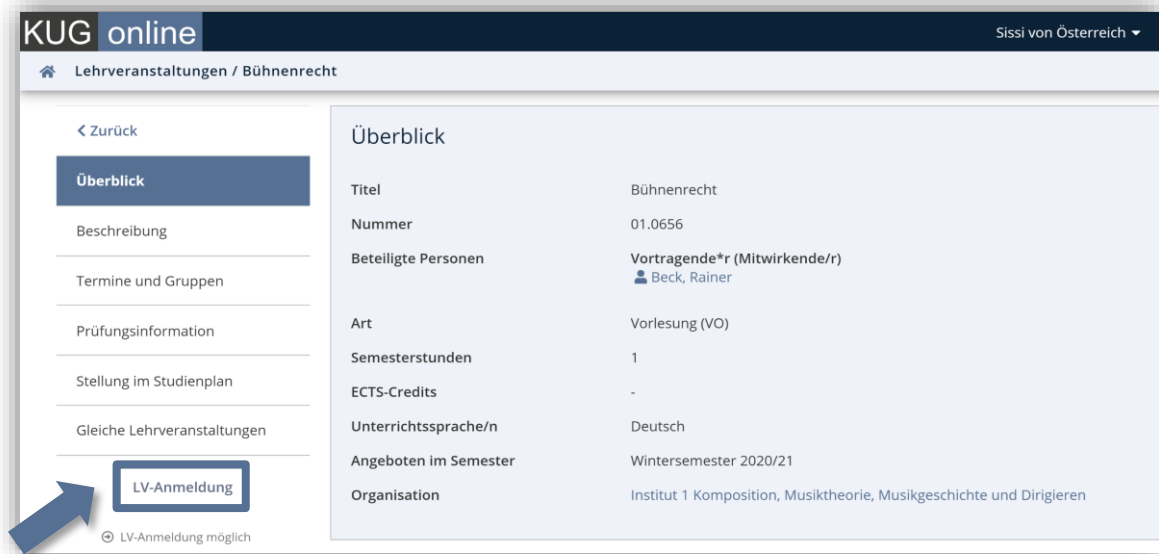 KUG online
Sissi von Österreich
Lehrveranstaltungen / Bühnenrecht
Zurück
Überblick
Beschreibung
Termine und Gruppen
Prüfungsinformation
Stellung im Studienplan
Gleiche Lehrveranstaltungen
LV-Anmeldung
LV-Anmeldung möglich
Überblick
Titel Bühnenrecht
Nummer 01.0656
Beteiligte Personen Vortragende*r (Mitwirkende/r)
Beck, Rainer
Art Vorlesung (VO)
Semesterstunden 1
ECTS-Credits -
Unterrichtssprache/n Deutsch
Angeboten im Semester Wintersemester 2020/21
Organisation Institut 1 Komposition, Musiktheorie, Musikgeschichte und Dirigieren